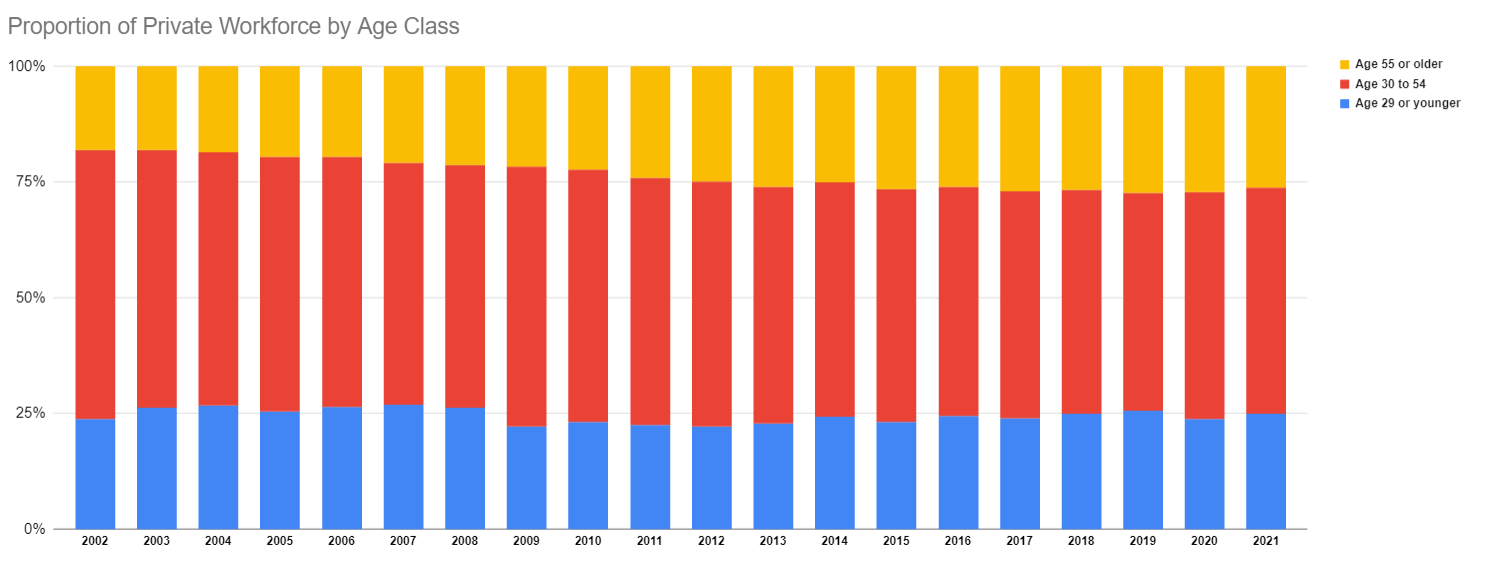 Proportion of Private Workforce by Age Class
100%
75%
50%
25%
0%
2002 2003 2004 2005 2006 2007 2008 2009 2010 2011 2012 2013 2014 2015 2016 2017 2018 2019 2020 2021
Age 55 or older
Age 30 to 54
Age 29 or younger